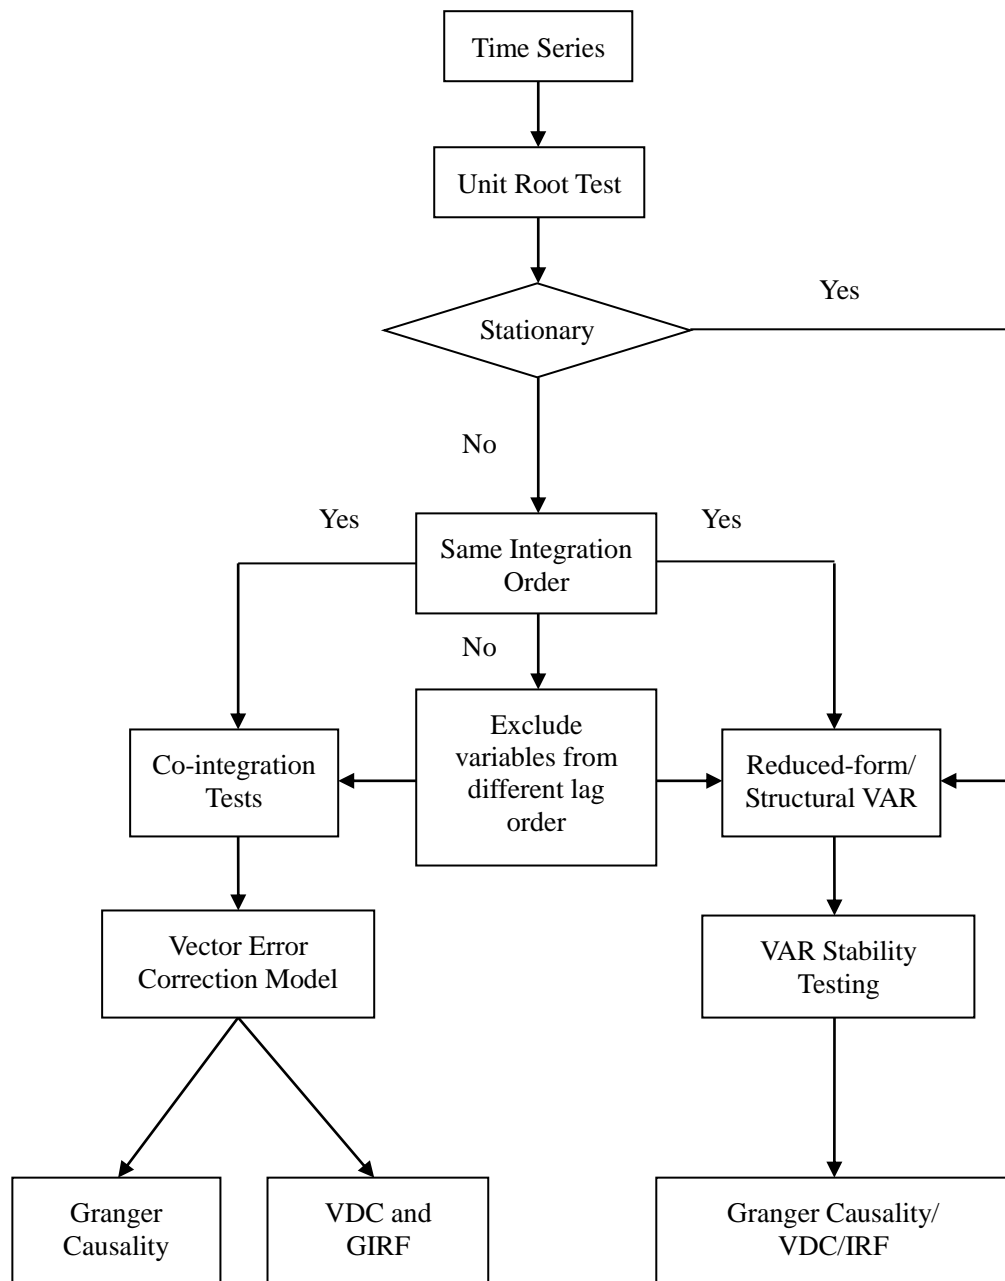 Time Series
Unit Root Test
Yes
Stationary
No
Yes
Yes
Same Integration
Order
No
Exclude
variables from
different lag
order
Co-integration
Tests
Reduced-form/
Structural VAR
Vector Error
Correction Model
VAR Stability
Testing
Granger
Causality
VDC and
GIRF
Granger Causality/
VDC/IRF